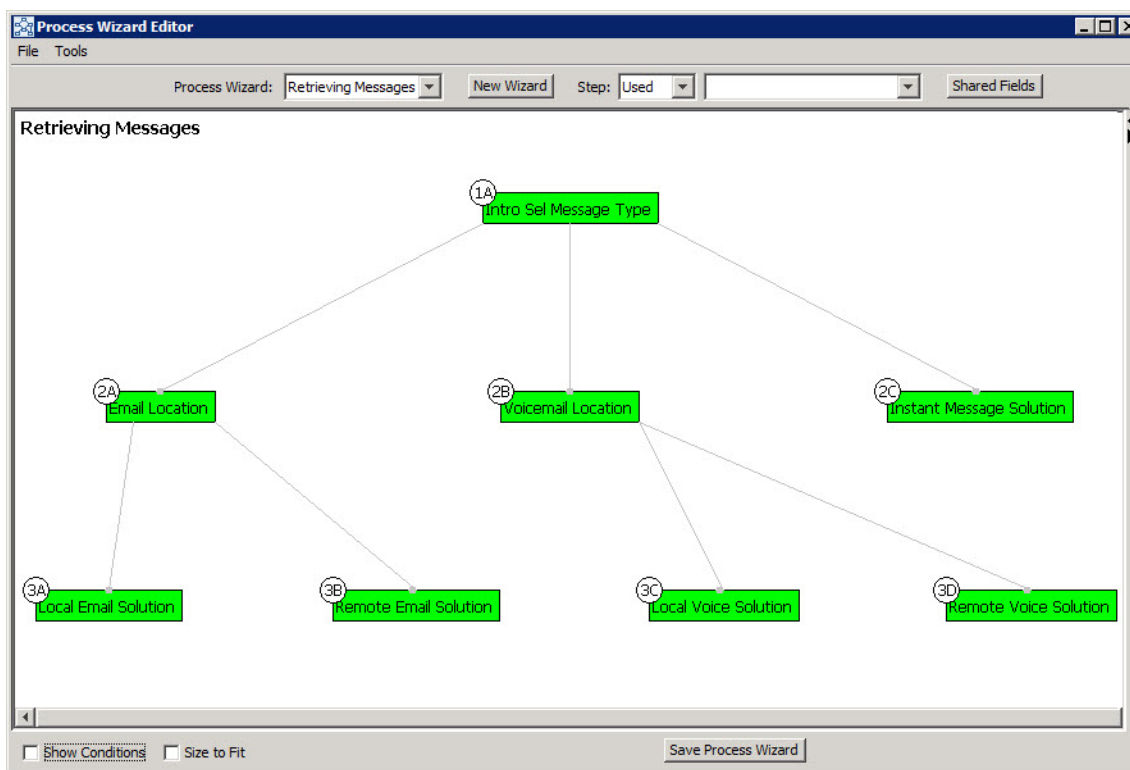 Process Wizard Editor
File Tools
Process Wizard: Retrieving Messages New Wizard Step: Used Shared Fields
Retrieving Messages
1A
Intro Sel Message Type
2A
Email Location
2B
Voicemail Location
2C
Instant Message Solution
3A
Local Email Solution
3B
Remote Email Solution
3C
Local Voice Solution
3D
Remote Voice Solution
Show Conditions Size to Fit Save Process Wizard